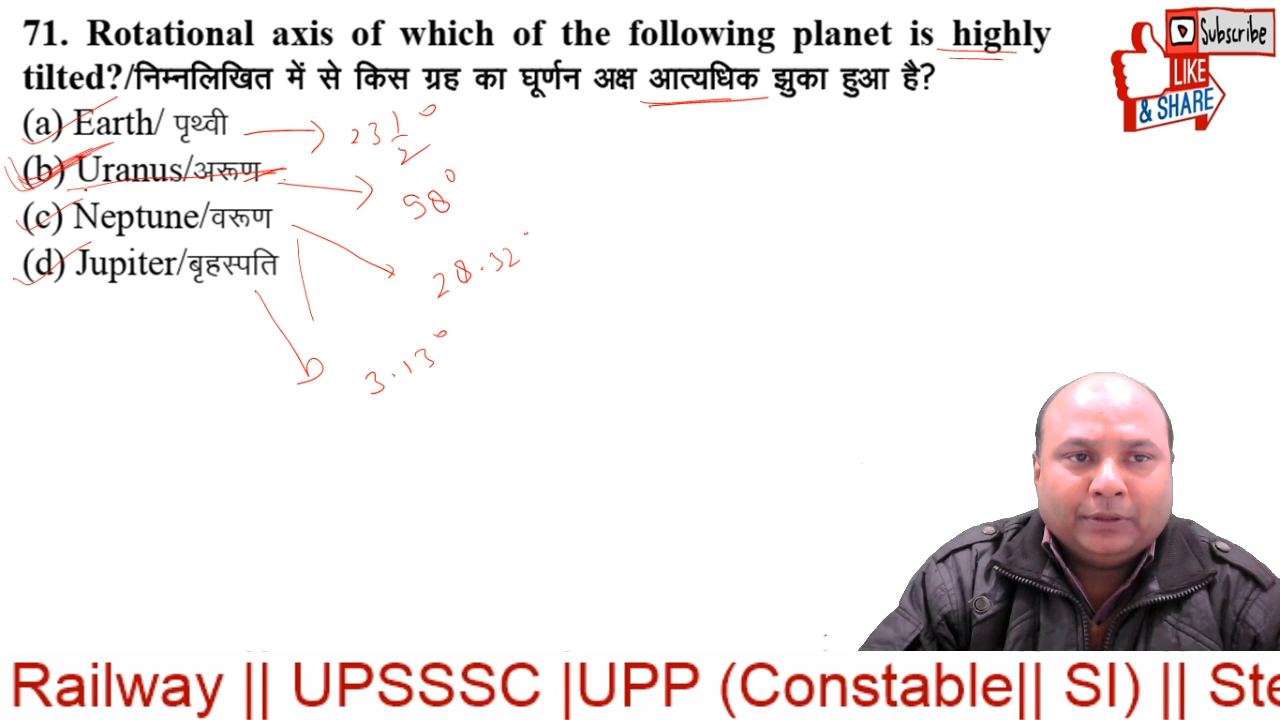 71. Rotational axis of which of the following planet is highly
tilted?/निम्नलिखित में से किस ग्रह का घूर्णन अक्ष आत्यधिक झुका हुआ है?
(a) Earth/ पृथ्वी
23 1/2°
(b) Uranus/अरूण
98°
(c) Neptune/वरूण
28.32°
(d) Jupiter/बृहस्पति
3.13°
Subscribe
LIKE
& SHARE
Railway || UPSSSC |UPP (Constable|| SI) || Ste